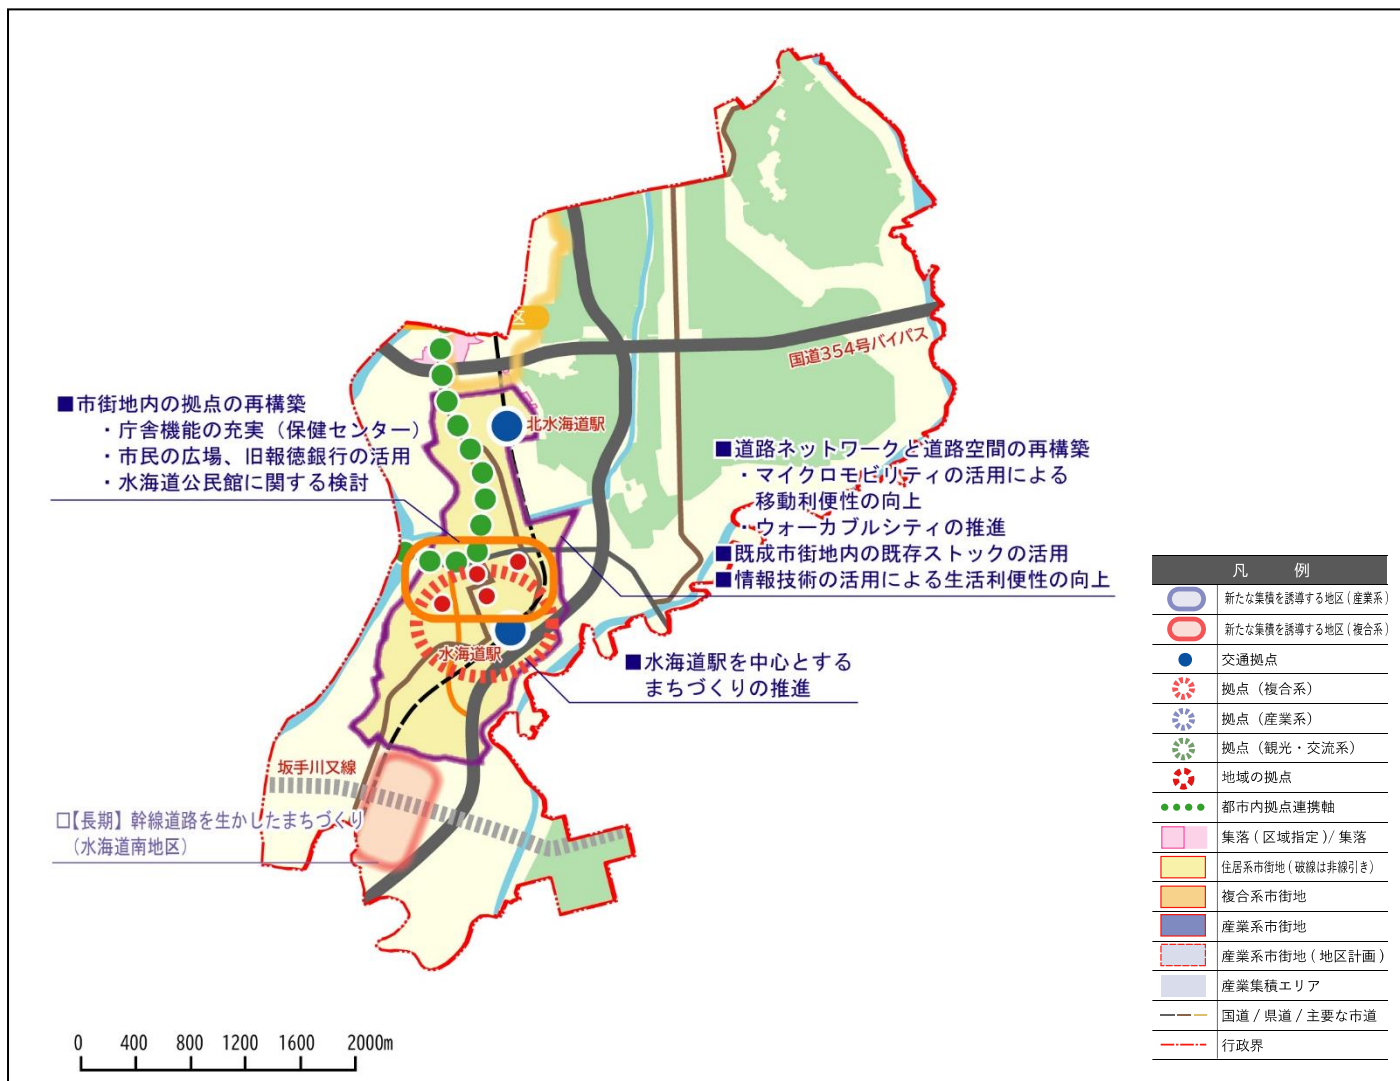 区
国道354号バイパス
■市街地内の拠点の再構築
・庁舎機能の充実（保健センター）
・市民の広場、旧報徳銀行の活用
・水海道公民館に関する検討
北水海道駅
■道路ネットワークと道路空間の再構築
・マイクロモビリティの活用による
移動利便性の向上
・ウォーカブルシティの推進
■既成市街地内の既存ストックの活用
■情報技術の活用による生活利便性の向上
水海道駅
■水海道駅を中心とする
まちづくりの推進
坂手川又線
□【長期】幹線道路を生かしたまちづくり
（水海道南地区）
凡 例
新たな集積を誘導する地区(産業系)
新たな集積を誘導する地区(複合系)
交通拠点
拠点（複合系）
拠点（産業系）
拠点（観光・交流系）
地域の拠点
都市内拠点連携軸
集落(区域指定)/集落
住居系市街地(破線は非線引き)
複合系市街地
産業系市街地
産業系市街地(地区計画)
産業集積エリア
国道/県道/主要な市道
行政界
0 400 800 1200 1600 2000m